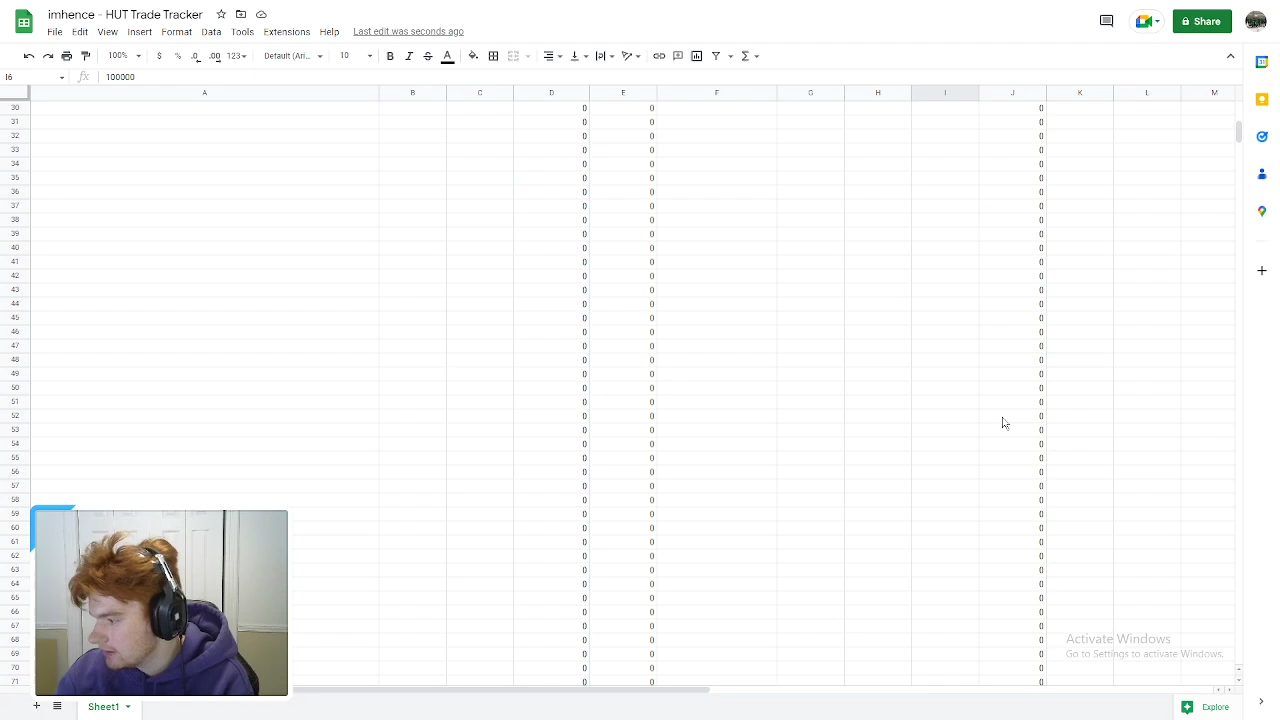 imhence - HUT Trade Tracker
File Edit View Insert Format Data Tools Extensions Help Last edit was seconds ago
Share
100% $ % .0 .00 123 Default (Ari... 10 B I S A
I6 fx 100000
A B C D E F G H I J K L M
30 0 0 0
31 0 0 0
32 0 0 0
33 0 0 0
34 0 0 0
35 0 0 0
36 0 0 0
37 0 0 0
38 0 0 0
39 0 0 0
40 0 0 0
41 0 0 0
42 0 0 0
43 0 0 0
44 0 0 0
45 0 0 0
46 0 0 0
47 0 0 0
48 0 0 0
49 0 0 0
50 0 0 0
51 0 0 0
52 0 0 0
53 0 0 0
54 0 0 0
55 0 0 0
56 0 0 0
57 0 0 0
58 0 0 0
59 0 0 0
60 0 0 0
61 0 0 0
62 0 0 0
63 0 0 0
64 0 0 0
65 0 0 0
66 0 0 0
67 0 0 0
68 0 0 0
69 0 0 0
70 0 0 0
71 0 0 0
Activate Windows
Go to Settings to activate Windows.
Sheet1
Explore